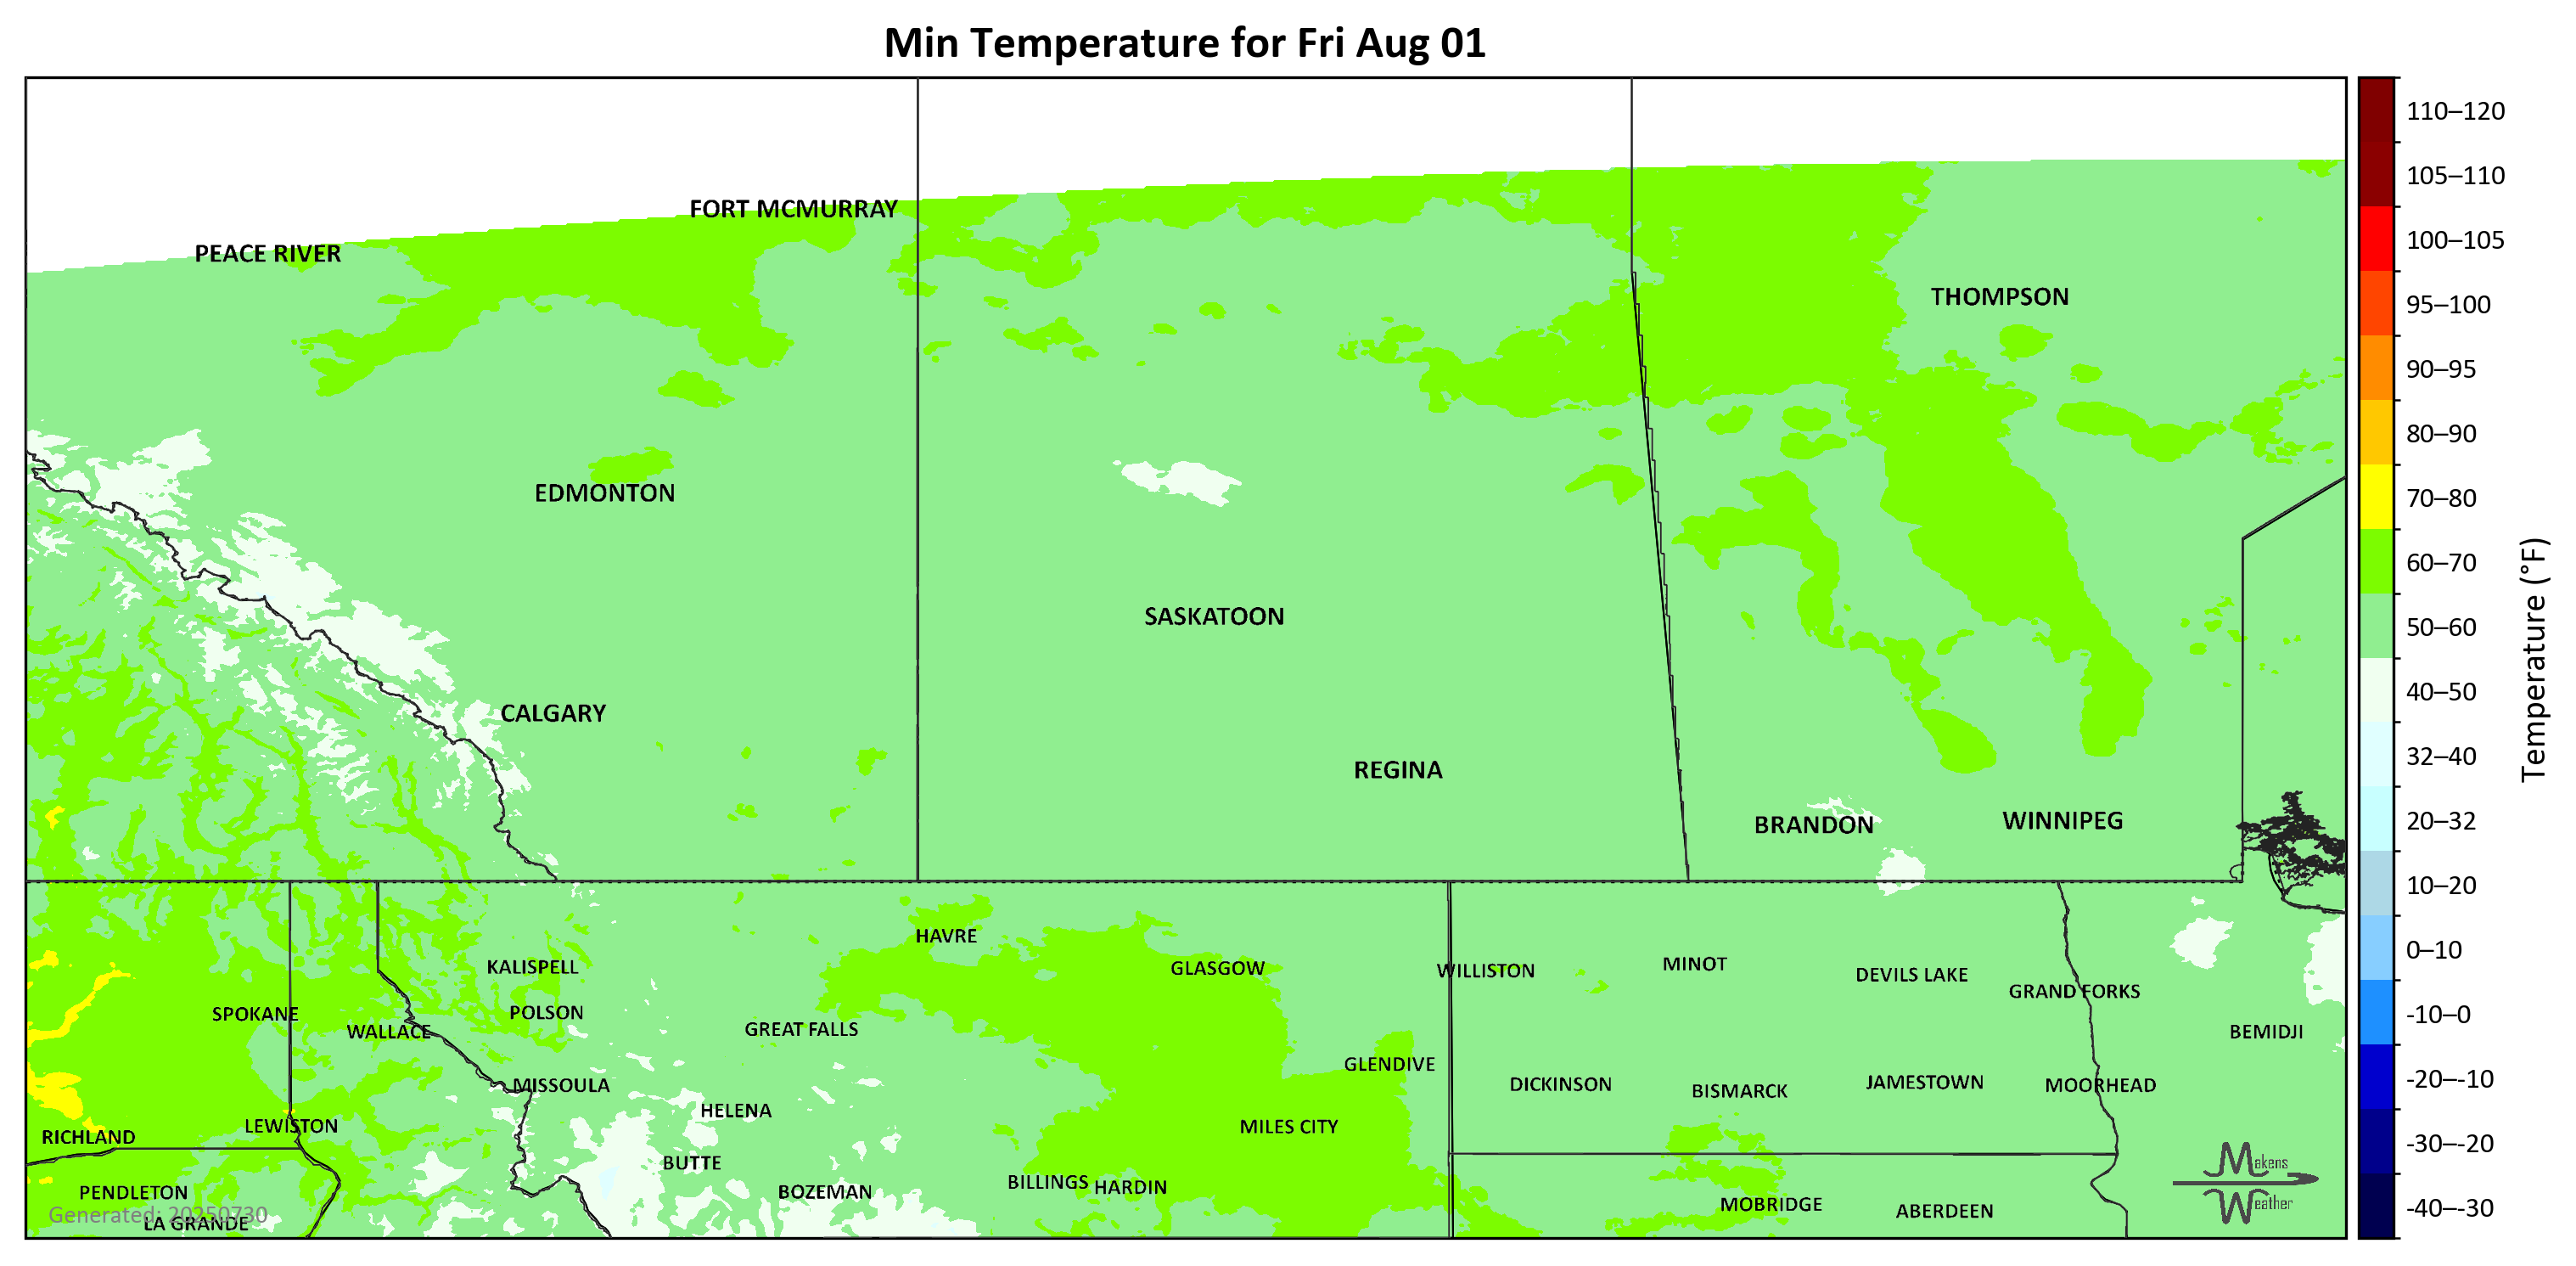 Min Temperature for Fri Aug 01
110–120
105–110
FORT MCMURRAY
100–105
PEACE RIVER
THOMPSON
95–100
90–95
80–90
EDMONTON
70–80
60–70
SASKATOON
50–60
Temperature (°F)
40–50
CALGARY
REGINA
32–40
BRANDON
WINNIPEG
20–32
10–20
HAVRE
0–10
KALISPELL
GLASGOW
WILLISTON
MINOT
DEVILS LAKE
GRAND FORKS
SPOKANE
POLSON
-10–0
WALLACE
GREAT FALLS
BEMIDJI
GLENDIVE
-20–-10
MISSOULA
DICKINSON
BISMARCK
JAMESTOWN
MOORHEAD
HELENA
LEWISTON
MILES CITY
RICHLAND
-30–-20
BUTTE
Makens
Weather
PENDLETON
BOZEMAN
BILLINGS
HARDIN
MOBRIDGE
ABERDEEN
-40–-30
Generated: 20250730
LA GRANDE